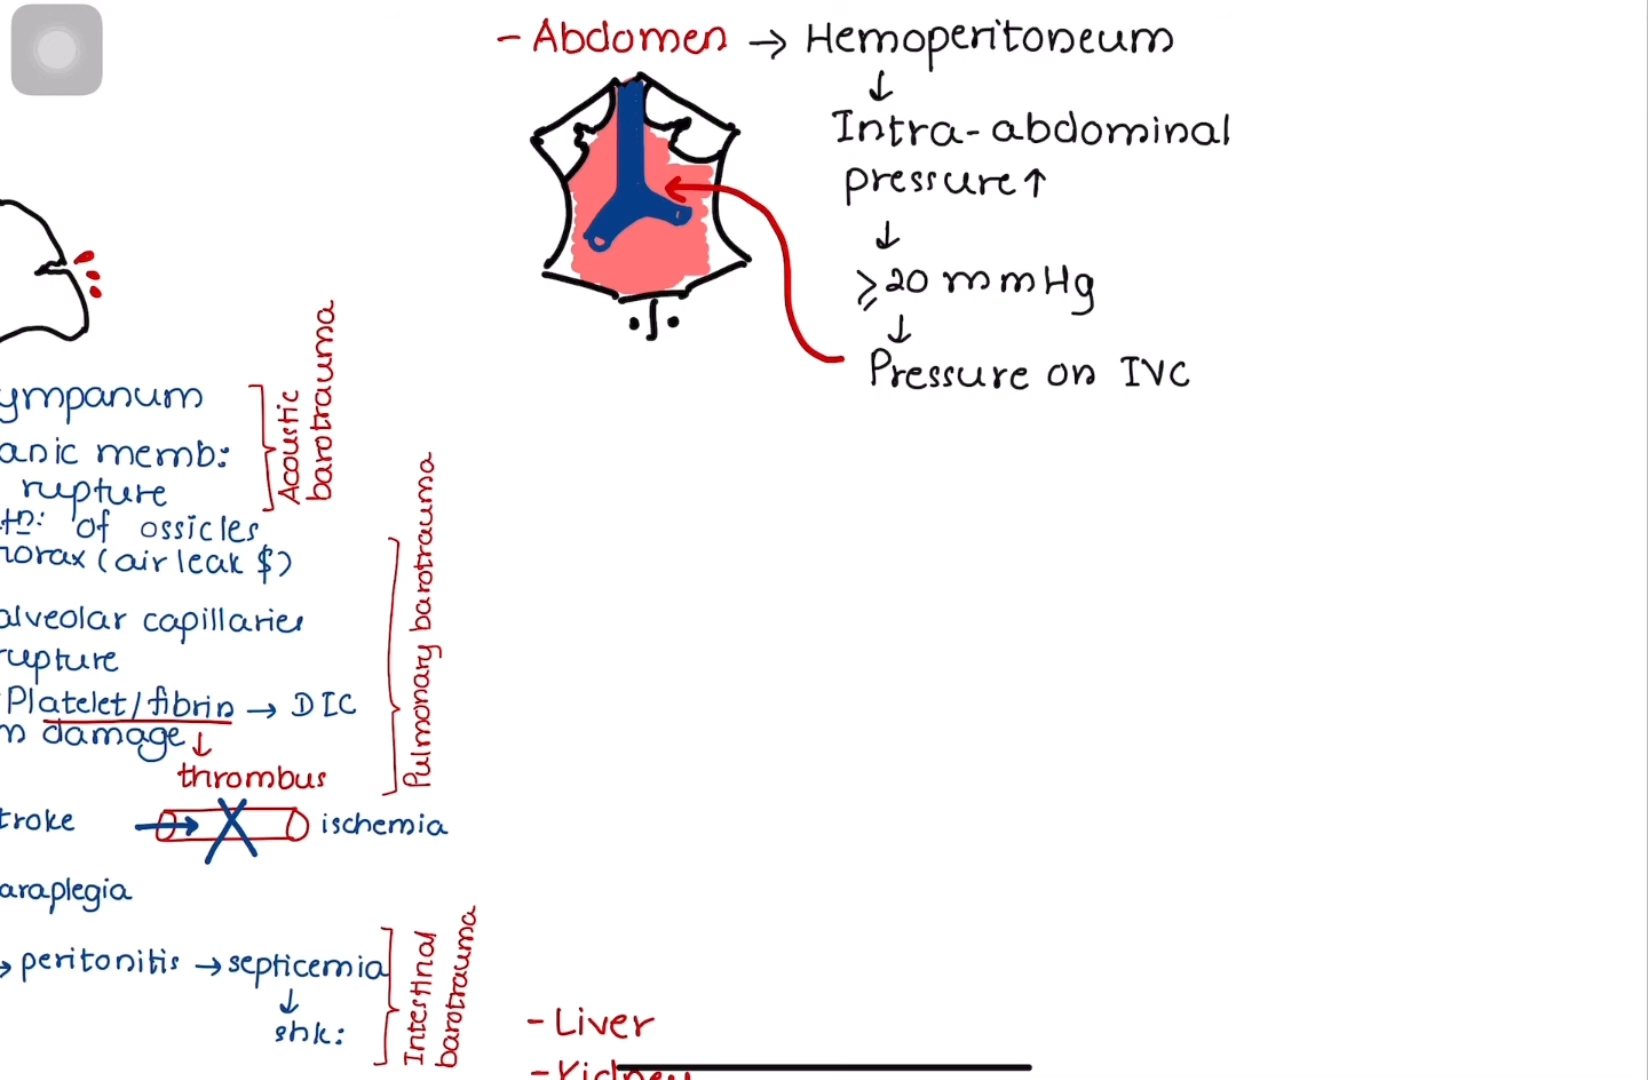 - Abdomen → Hemoperitoneum
↓
Intra-abdominal
pressure↑
↓
≥20 mmHg
↓
Pressure on IVC
ympanum
anic memb:
rupture
of ossicles
horax (air leak $)
Acoustic
barotrauma
alveolar capillaries
rupture
Platelet/fibrin → DIC
m damage↓
thrombus
Pulmonary barotrauma
troke
ischemia
araplegia
→ peritonitis → septicemia
↓
shk:
Intestinal
barotrauma
- Liver
- Kidney